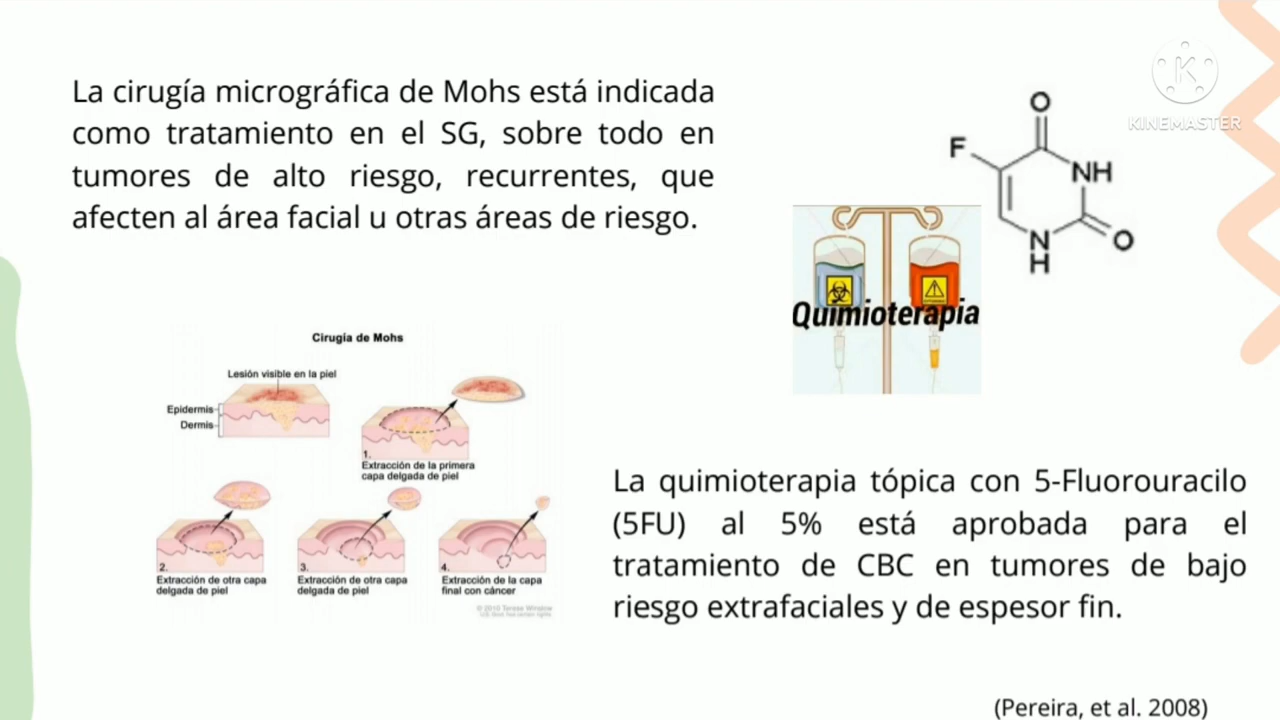 La cirugía micrográfica de Mohs está indicada
como tratamiento en el SG, sobre todo en
tumores de alto riesgo, recurrentes, que
afecten al área facial u otras áreas de riesgo.
KINEMASTER
O
F
NH
N
H
O
Quimioterapia
Cirugía de Mohs
Lesión visible en la piel
Epidermis
Dermis
1.
Extracción de la primera
capa delgada de piel
2.
Extracción de otra capa
delgada de piel
3.
Extracción de otra capa
delgada de piel
4.
Extracción de la capa
final con cáncer
© 2010 Terese Winslow
La quimioterapia tópica con 5-Fluorouracilo
(5FU) al 5% está aprobada para el
tratamiento de CBC en tumores de bajo
riesgo extrafaciales y de espesor fin.
(Pereira, et al. 2008)